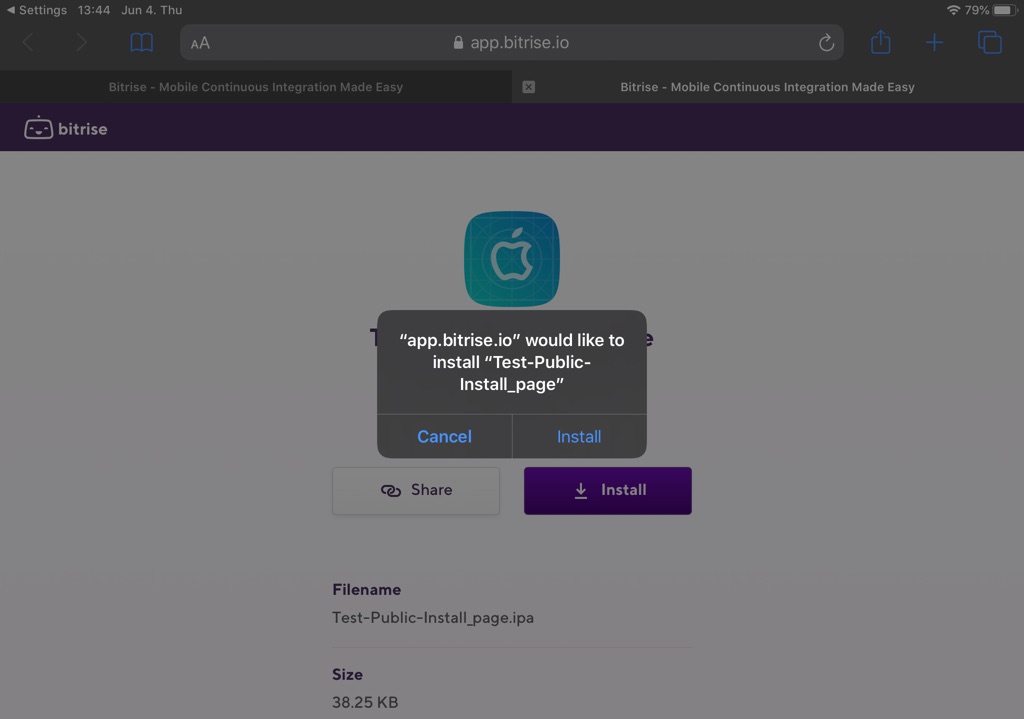 Settings 13:44 Jun 4. Thu 79%
AA app.bitrise.io
Bitrise - Mobile Continuous Integration Made Easy
Bitrise - Mobile Continuous Integration Made Easy
bitrise
“app.bitrise.io” would like to
install “Test-Public-
Install_page”
Cancel Install
Share Install
Filename
Test-Public-Install_page.ipa
Size
38.25 KB